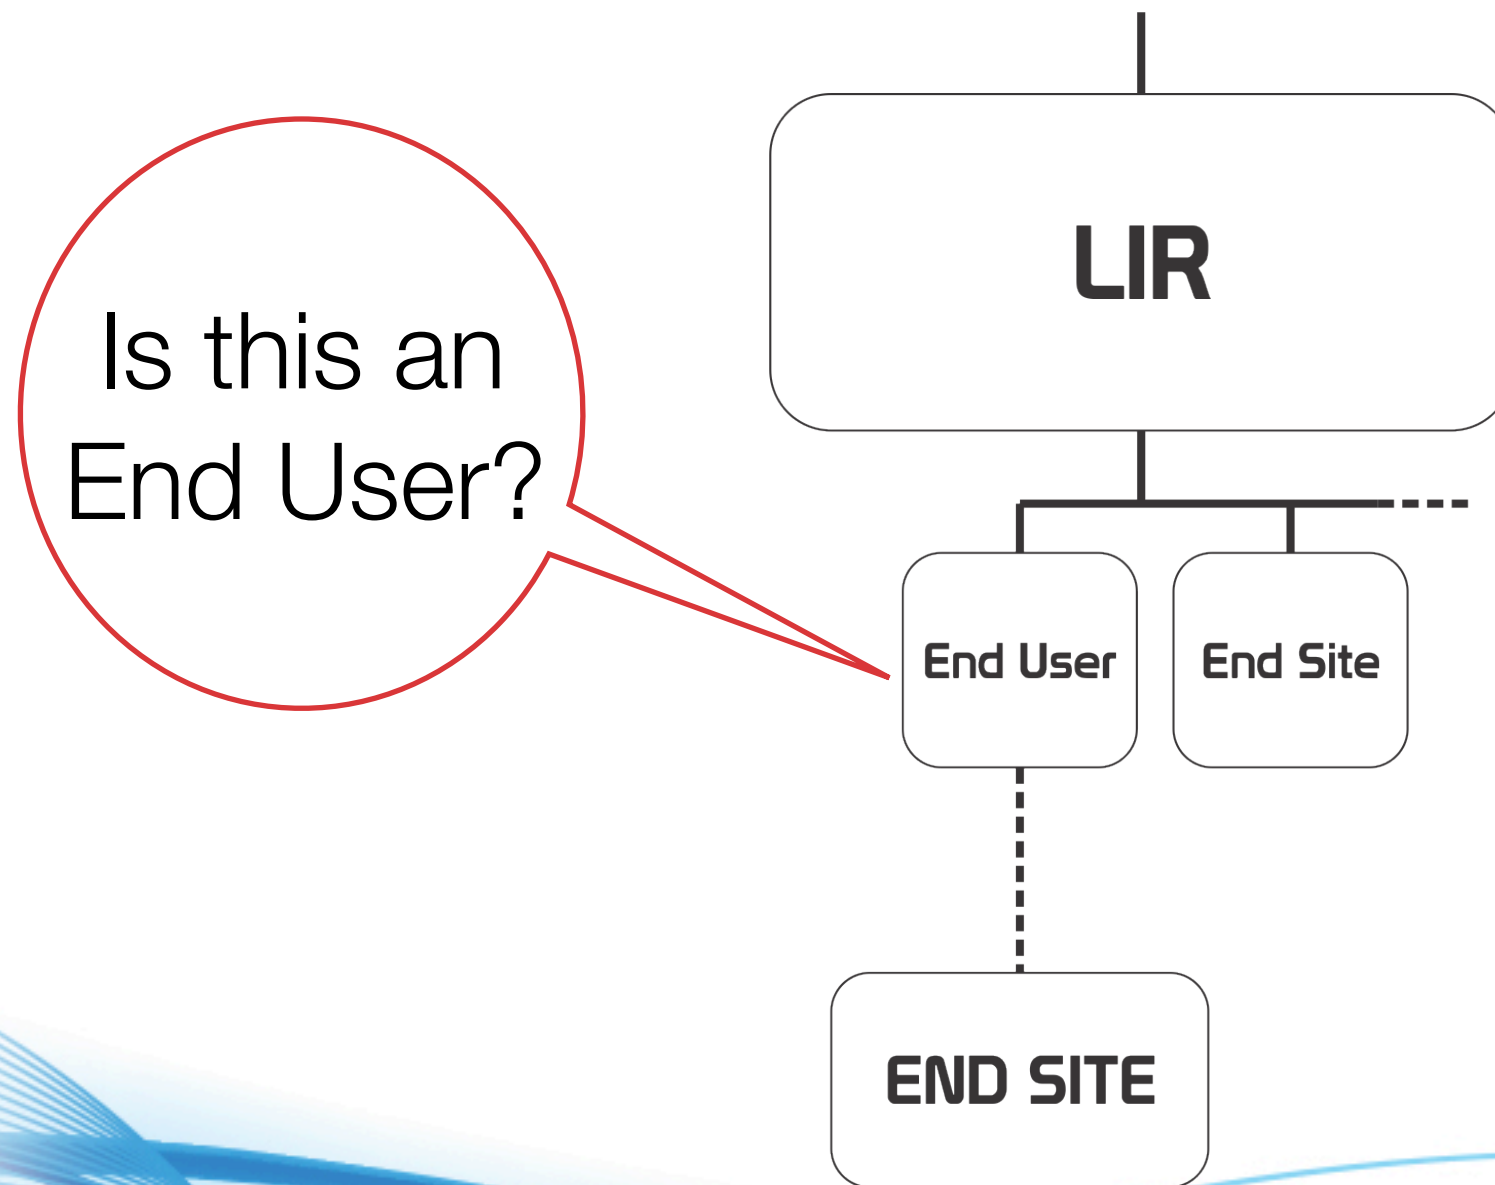 Is this an
End User?
LIR
End User
End Site
END SITE